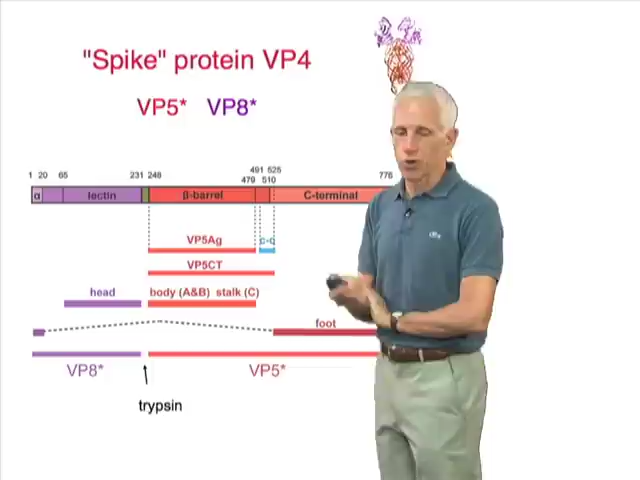 "Spike" protein VP4
VP5* VP8*
1 20 65 231 248 479 491 510 525 776
α lectin β-barrel C-terminal
VP5Ag c-c
VP5CT
head body (A&B) stalk (C)
foot
VP8* VP5*
trypsin